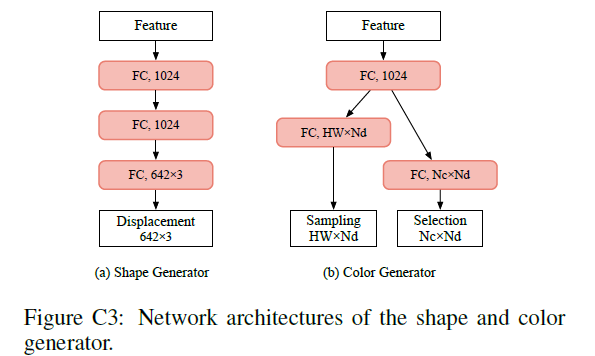 Feature
FC, 1024
FC, 1024
FC, 642×3
Displacement
642×3
(a) Shape Generator
Feature
FC, 1024
FC, HW×Nd
FC, Nc×Nd
Sampling
HW×Nd
Selection
Nc×Nd
(b) Color Generator
Figure C3: Network architectures of the shape and color
generator.